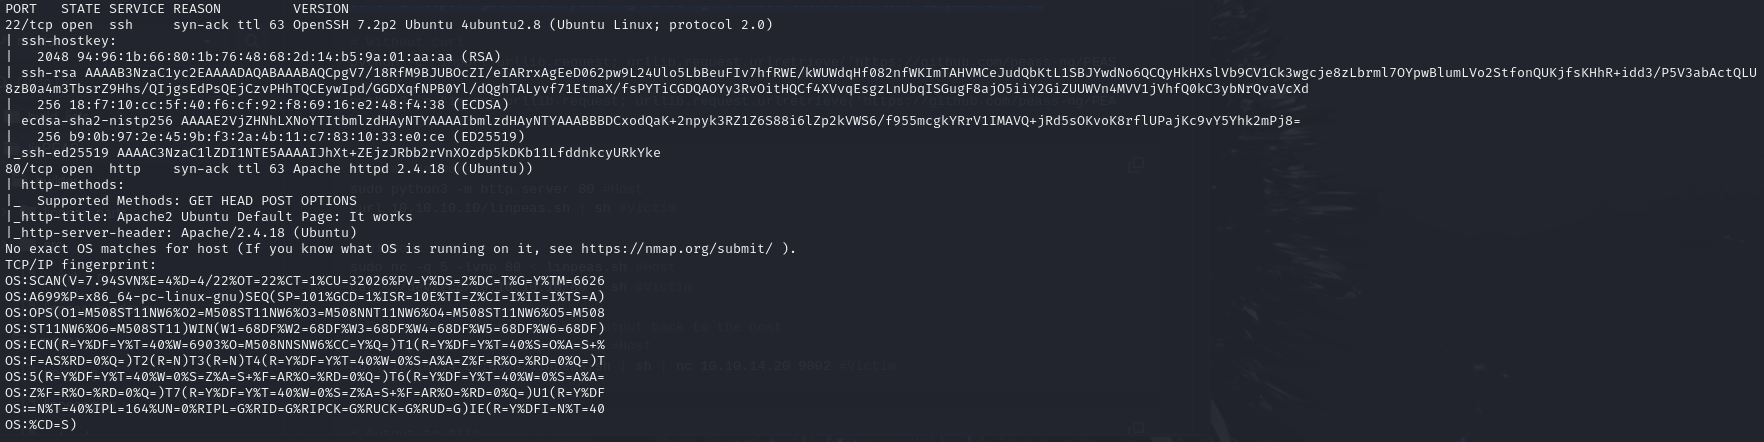 PORT   STATE SERVICE REASON         VERSION
22/tcp open  ssh     syn-ack ttl 63 OpenSSH 7.2p2 Ubuntu 4ubuntu2.8 (Ubuntu Linux; protocol 2.0)
| ssh-hostkey:
|   2048 94:96:1b:66:80:1b:76:48:68:2d:14:b5:9a:01:aa:aa (RSA)
| ssh-rsa AAAAB3NzaC1yc2EAAAADAQABAAABAQCpgV7/18RfM9BJUBOcZI/eIARrxAgEeD062pw9L24Ulo5LbBeuFIv7hfRWE/kWUWdqHf082nfWKImTAHVMCeJudQbKtL1SBJYwdNo6QCQyHkHXslVb9CV1Ck3wgcje8zLbrml7OYpwBlumLVo2StfonQUKjfsKHhR+idd3/P5V3abActQLU
8zB0a4m3TbsrZ9Hhs/QIjgsEdPsQEjCzvPHhTQCEywIpd/GGDXqfNPB0Yl/dQghTALyvf71EtmaX/fsPYTiCGDQAOYy3RvOitHQCf4XVvqEsgzLnUbqISGugF8ajO5iiY2GiZUUWVn4MVV1jVhfQ0kC3ybNrQvaVcXd
|   256 18:f7:10:cc:5f:40:f6:cf:92:f8:69:16:e2:48:f4:38 (ECDSA)
| ecdsa-sha2-nistp256 AAAAE2VjZHNhLXNoYTItbmlzdHAyNTYAAAAIbmlzdHAyNTYAAABBBDCxodQaK+2npyk3RZ1Z6S88i6lZp2kVWS6/f955mcgkYRrV1IMAVQ+jRd5sOKvoK8rflUPajKc9vY5Yhk2mPj8=
|   256 b9:0b:97:2e:45:9b:f3:2a:4b:11:c7:83:10:33:e0:ce (ED25519)
|_ssh-ed25519 AAAAC3NzaC1lZDI1NTE5AAAAIJhXt+ZEjzJRbb2rVnXOzdp5kDKb11LfddnkcyURkYke
80/tcp open  http    syn-ack ttl 63 Apache httpd 2.4.18 ((Ubuntu))
| http-methods:
|_  Supported Methods: GET HEAD POST OPTIONS
|_http-title: Apache2 Ubuntu Default Page: It works
|_http-server-header: Apache/2.4.18 (Ubuntu)
No exact OS matches for host (If you know what OS is running on it, see https://nmap.org/submit/ ).
TCP/IP fingerprint:
OS:SCAN(V=7.94SVN%E=4%D=4/22%OT=22%CT=1%CU=32026%PV=Y%DS=2%DC=T%G=Y%TM=6626
OS:A699%P=x86_64-pc-linux-gnu)SEQ(SP=101%GCD=1%ISR=10E%TI=Z%CI=I%II=I%TS=A)
OS:OPS(O1=M508ST11NW6%O2=M508ST11NW6%O3=M508NNT11NW6%O4=M508ST11NW6%O5=M508
OS:ST11NW6%O6=M508ST11)WIN(W1=68DF%W2=68DF%W3=68DF%W4=68DF%W5=68DF%W6=68DF)
OS:ECN(R=Y%DF=Y%T=40%W=6903%O=M508NNSNW6%CC=Y%Q=)T1(R=Y%DF=Y%T=40%S=O%A=S+%
OS:F=AS%RD=0%Q=)T2(R=N)T3(R=N)T4(R=Y%DF=Y%T=40%W=0%S=A%A=Z%F=R%O=%RD=0%Q=)T
OS:5(R=Y%DF=Y%T=40%W=0%S=Z%A=S+%F=AR%O=%RD=0%Q=)T6(R=Y%DF=Y%T=40%W=0%S=A%A=
OS:Z%F=R%O=%RD=0%Q=)T7(R=Y%DF=Y%T=40%W=0%S=Z%A=S+%F=AR%O=%RD=0%Q=)U1(R=Y%DF
OS:=N%T=40%IPL=164%UN=0%RIPL=G%RID=G%RIPCK=G%RUCK=G%RUD=G)IE(R=Y%DFI=N%T=40
OS:%CD=S)